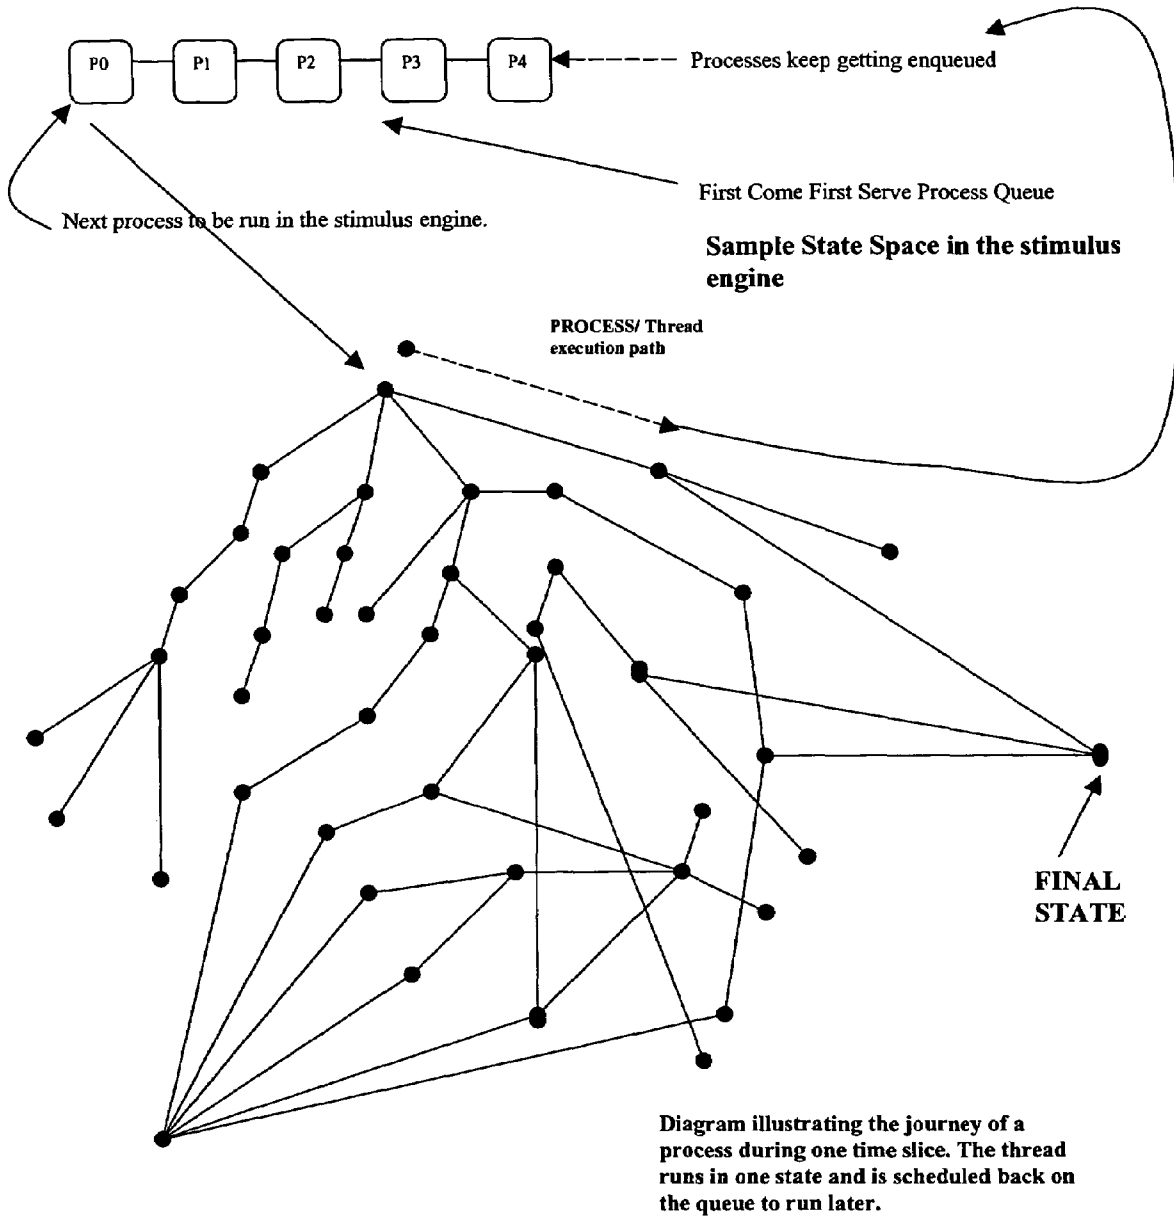 P0 P1 P2 P3 P4
Processes keep getting enqueued
First Come First Serve Process Queue
Next process to be run in the stimulus engine.
Sample State Space in the stimulus
engine
PROCESS/ Thread
execution path
FINAL
STATE
Diagram illustrating the journey of a
process during one time slice. The thread
runs in one state and is scheduled back on
the queue to run later.